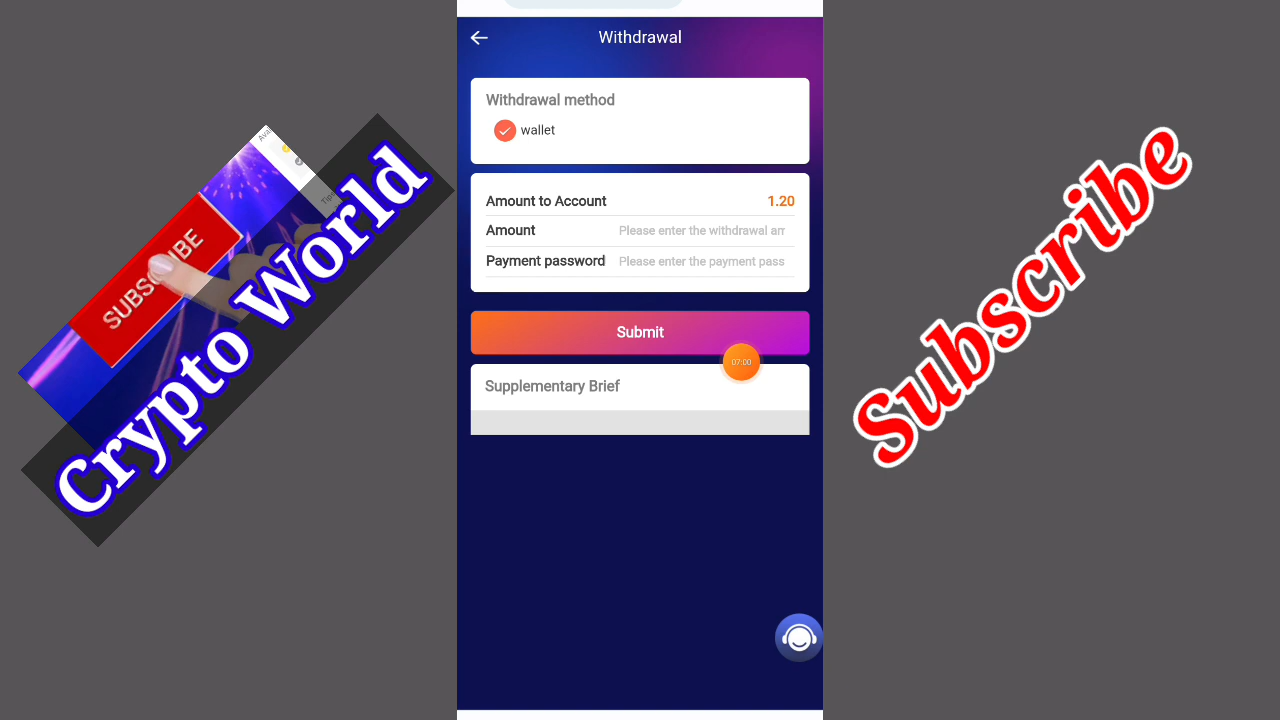 Withdrawal
Withdrawal method
wallet
Amount to Account 1.20
Amount Please enter the withdrawal
Payment password Please enter the payment pass
Submit
07:00
Supplementary Brief
SUBSCRIBE
Crypto World
Tips
Subscribe